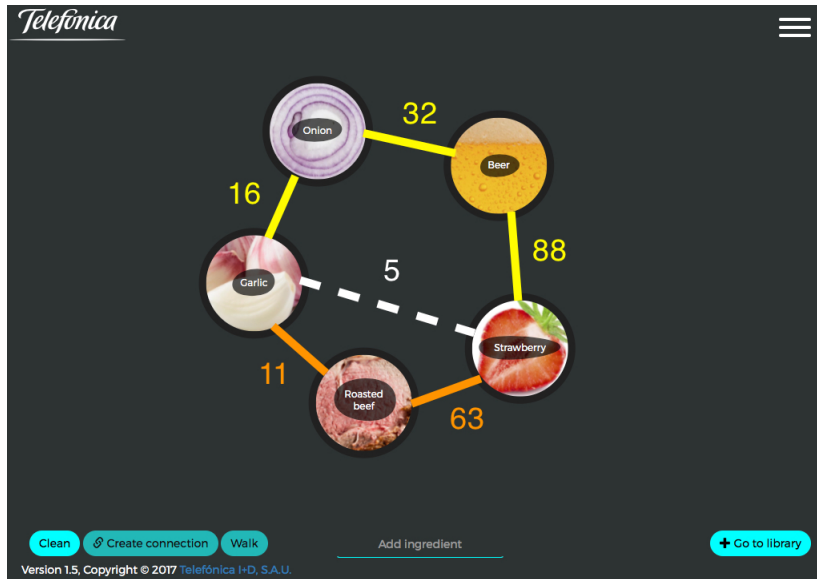 Telefonica
Onion
32
Beer
16
88
Garlic
5
Strawberry
11
Roasted
beef
63
Clean
Create connection
Walk
Add ingredient
+ Go to library
Version 1.5, Copyright © 2017 Telefónica I+D, S.A.U.